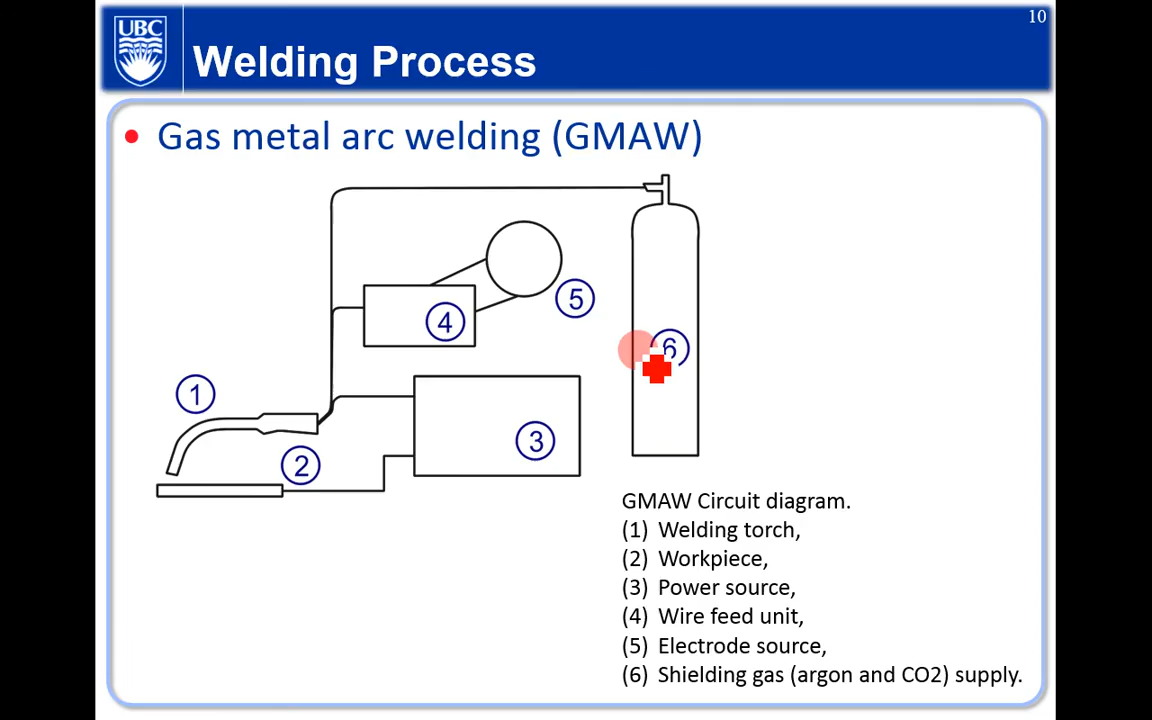 10
UBC
Welding Process
• Gas metal arc welding (GMAW)
5
4
6
1
3
2
GMAW Circuit diagram.
(1) Welding torch,
(2) Workpiece,
(3) Power source,
(4) Wire feed unit,
(5) Electrode source,
(6) Shielding gas (argon and CO2) supply.